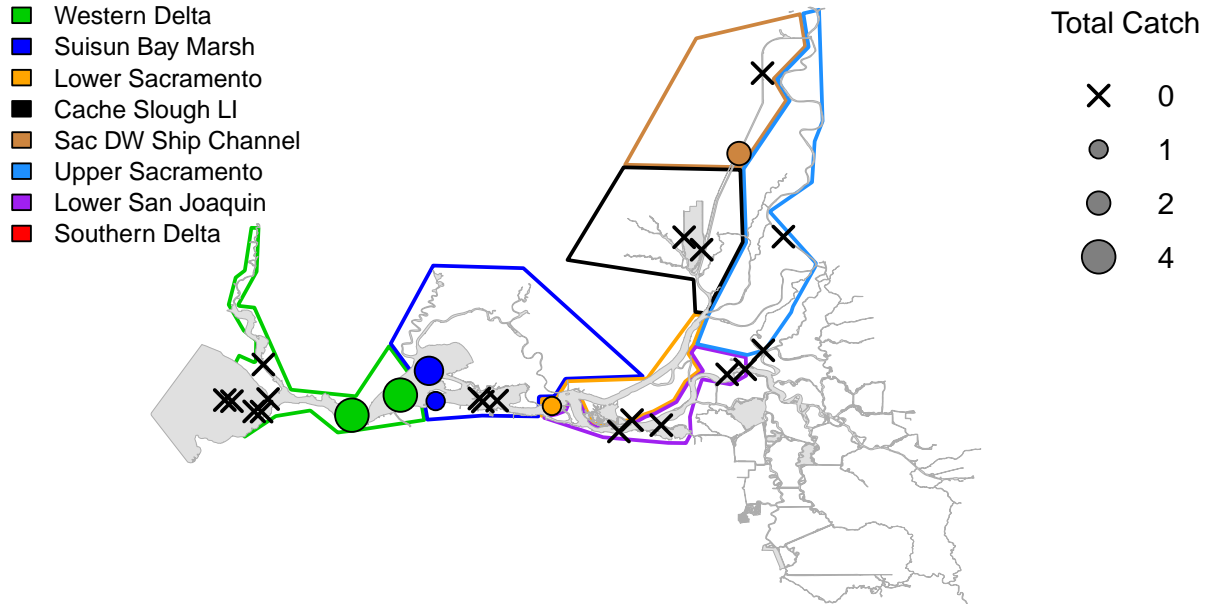 Western Delta
Suisun Bay Marsh
Lower Sacramento
Cache Slough LI
Sac DW Ship Channel
Upper Sacramento
Lower San Joaquin
Southern Delta
Total Catch
0
1
2
4